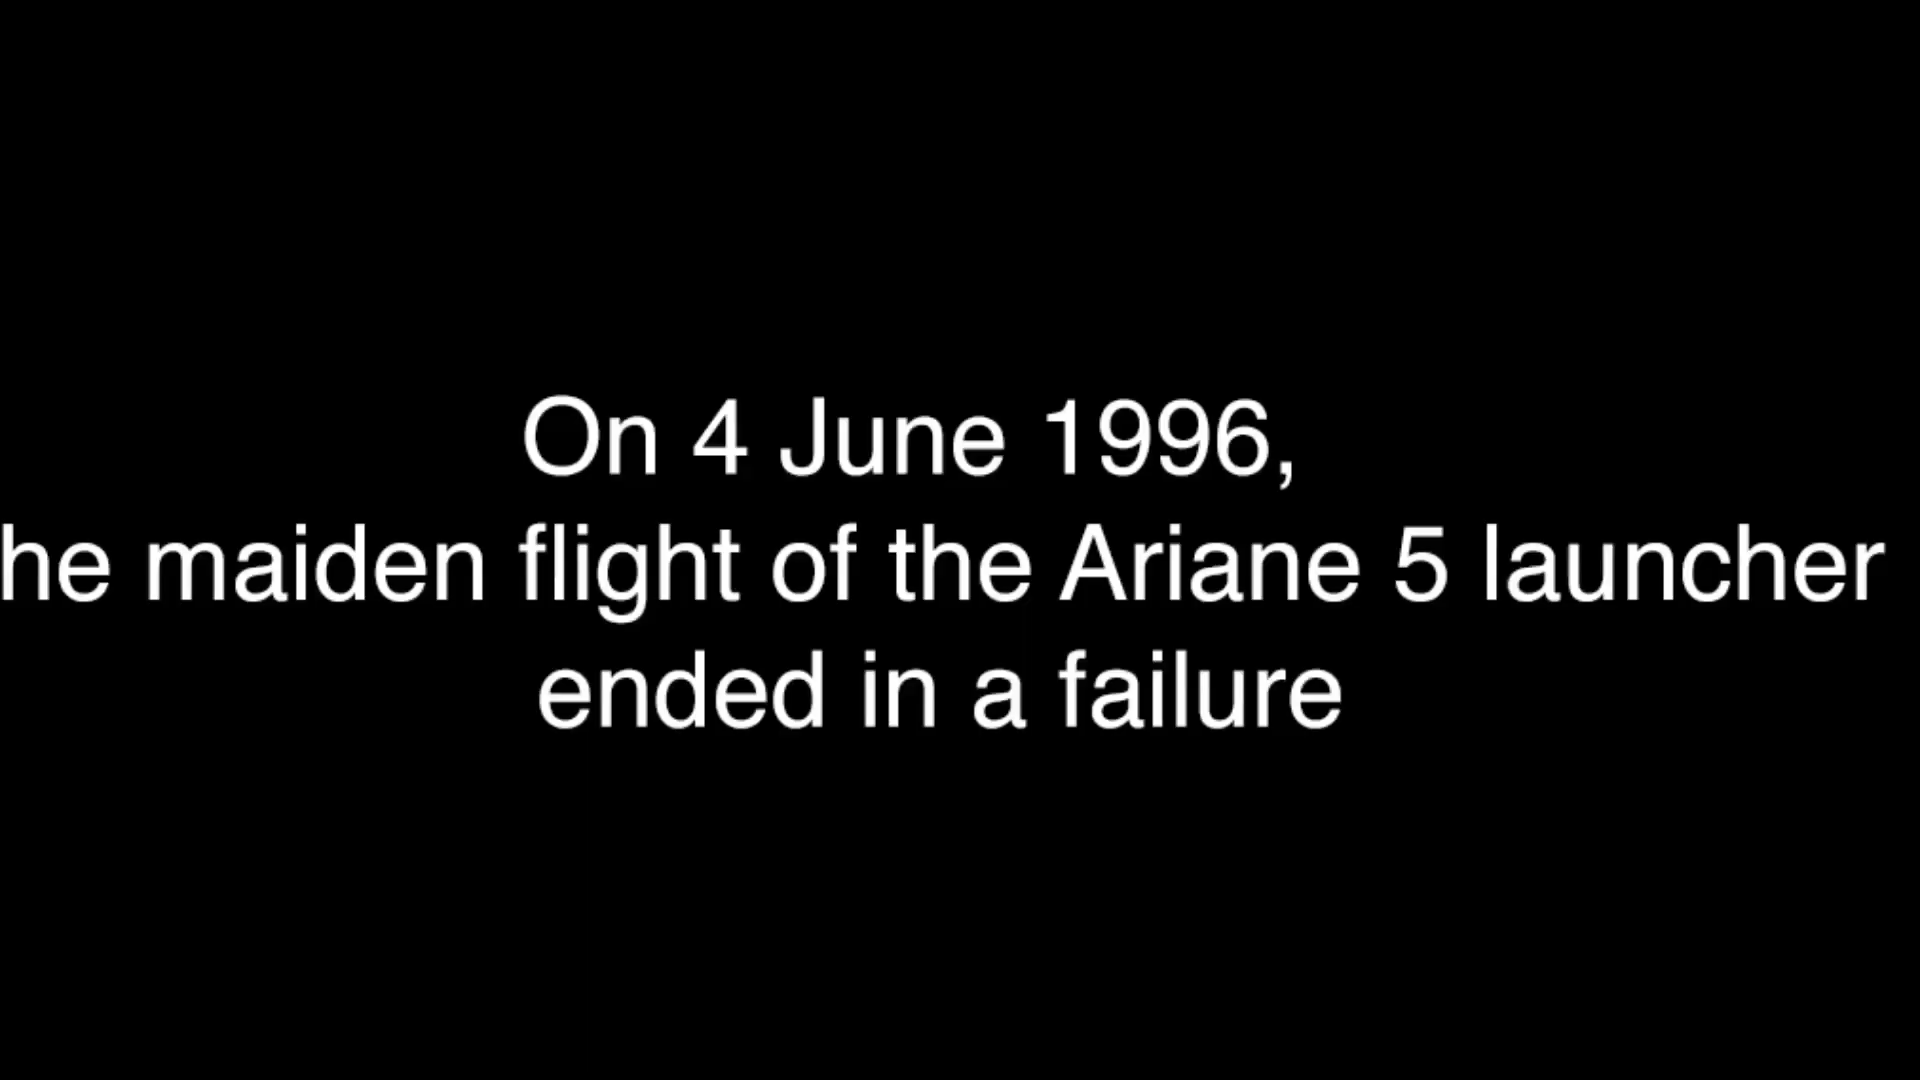 On 4 June 1996,
he maiden flight of the Ariane 5 launcher
ended in a failure